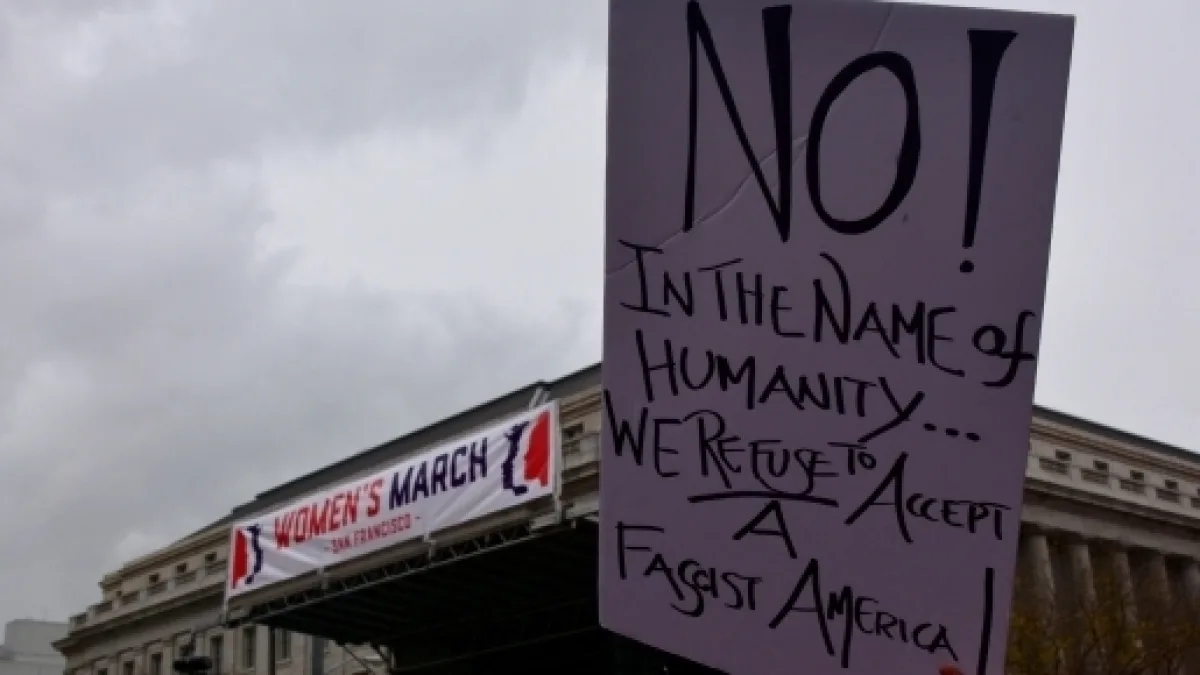 NO!
IN THE NAME of
HUMANITY...
WE REFUSE TO ACCEPT
A
FASCIST AMERICA!
WOMEN'S MARCH
- SAN FRANCISCO -